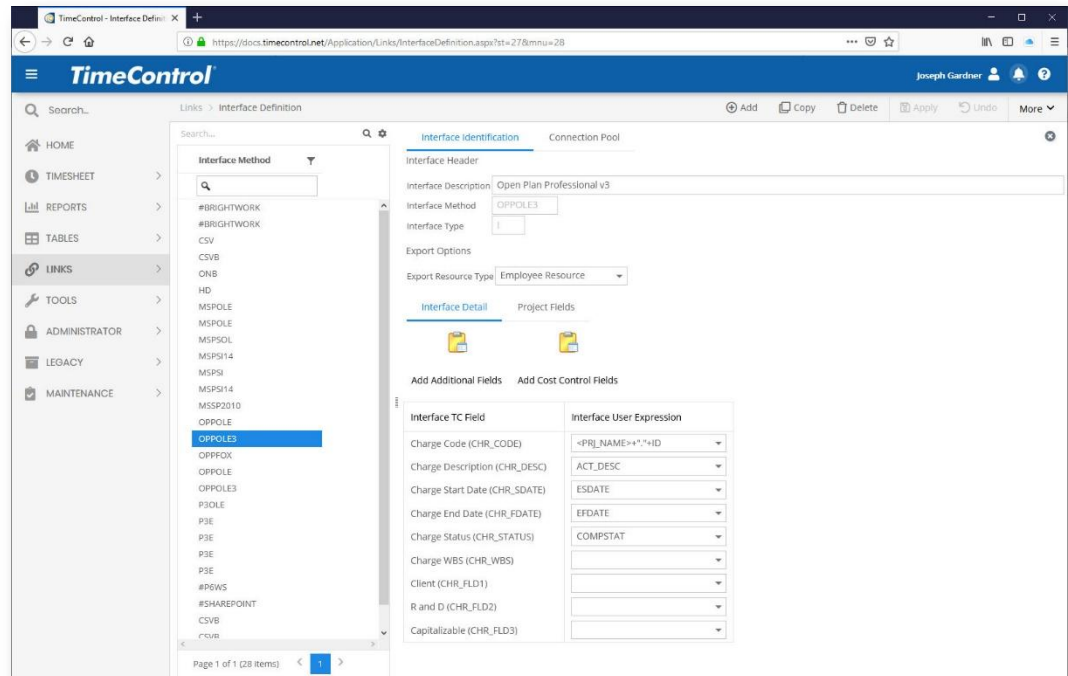 TimeControl - Interface Defini
https://docs.timecontrol.net/Application/Links/InterfaceDefinition.aspx?st=27&mnu=28
TimeControl
Joseph Gardner
Search...
Links > Interface Definition
Add
Copy
Delete
Apply
Undo
More
HOME
TIMESHEET
REPORTS
TABLES
LINKS
TOOLS
ADMINISTRATOR
LEGACY
MAINTENANCE
Search...
Interface Method
#BRIGHTWORK
#BRIGHTWORK
CSV
CSVB
ONB
HD
MSPOLE
MSPOLE
MSPSOL
MSPSI14
MSPSI
MSPSI14
MSSP2010
OPPOLE
OPPOLE3
OPPFOX
OPPOLE
OPPOLE3
P3OLE
P3E
P3E
P3E
P3E
#P6WS
#SHAREPOINT
CSVB
CSVB
Page 1 of 1 (28 items) < 1 >
Interface Identification
Connection Pool
Interface Header
Interface Description Open Plan Professional v3
Interface Method OPPOLE3
Interface Type I
Export Options
Export Resource Type Employee Resource
Interface Detail
Project Fields
Add Additional Fields
Add Cost Control Fields
Interface TC Field Interface User Expression
Charge Code (CHR_CODE) <PRJ_NAME>+"."+ID
Charge Description (CHR_DESC) ACT_DESC
Charge Start Date (CHR_SDATE) ESDATE
Charge End Date (CHR_FDATE) EFDATE
Charge Status (CHR_STATUS) COMPSTAT
Charge WBS (CHR_WBS)
Client (CHR_FLD1)
R and D (CHR_FLD2)
Capitalizable (CHR_FLD3)